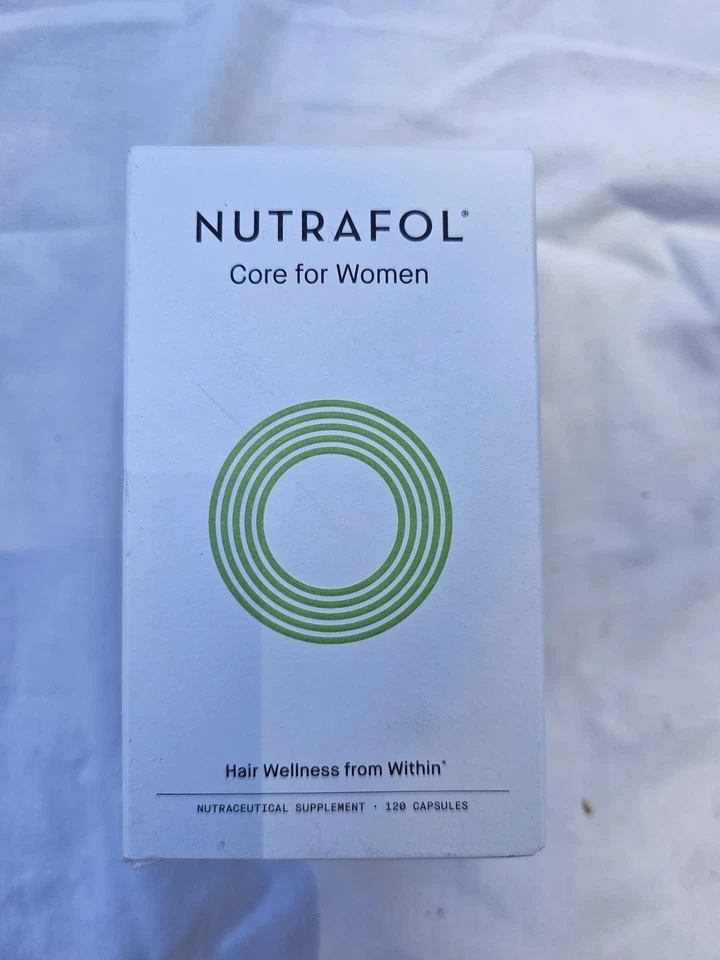 NUTRAFOL®
Core for Women
Hair Wellness from Within*
NUTRACEUTICAL SUPPLEMENT · 120 CAPSULES